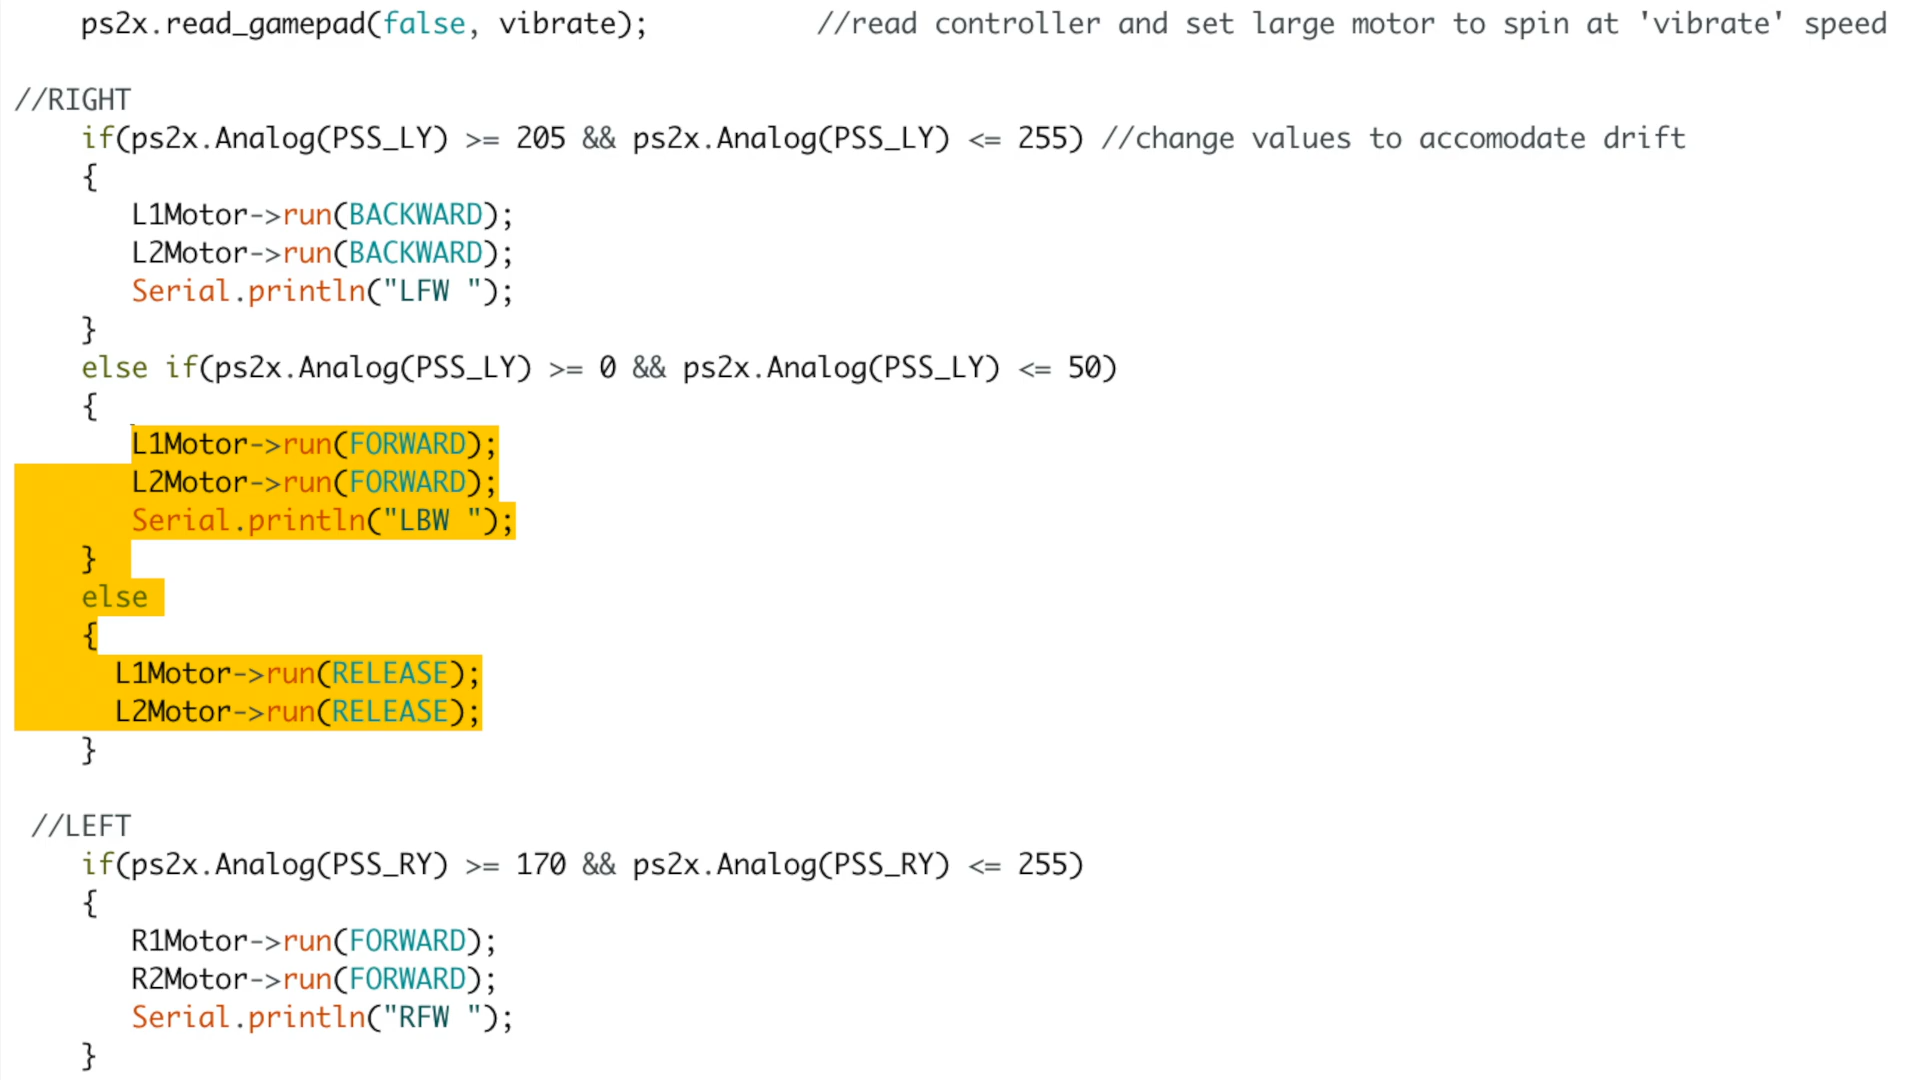 ps2x.read_gamepad(false, vibrate);          //read controller and set large motor to spin at 'vibrate' speed
//RIGHT
if(ps2x.Analog(PSS_LY) >= 205 && ps2x.Analog(PSS_LY) <= 255) //change values to accomodate drift
{
L1Motor->run(BACKWARD);
L2Motor->run(BACKWARD);
Serial.println("LFW ");
}
else if(ps2x.Analog(PSS_LY) >= 0 && ps2x.Analog(PSS_LY) <= 50)
{
L1Motor->run(FORWARD);
L2Motor->run(FORWARD);
Serial.println("LBW ");
}
else
{
L1Motor->run(RELEASE);
L2Motor->run(RELEASE);
}
//LEFT
if(ps2x.Analog(PSS_RY) >= 170 && ps2x.Analog(PSS_RY) <= 255)
{
R1Motor->run(FORWARD);
R2Motor->run(FORWARD);
Serial.println("RFW ");
}